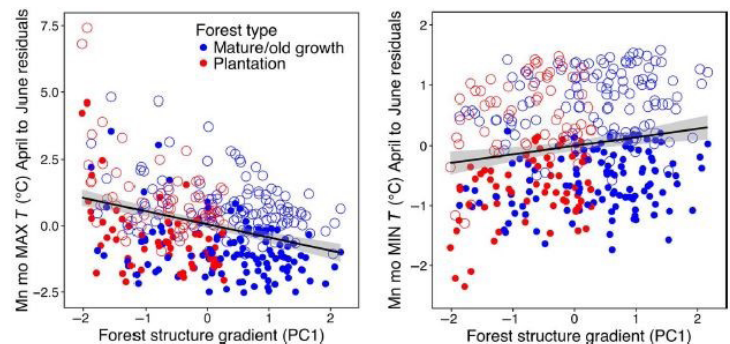 Mn mo MAX T (°C) April to June residuals
7.5
5.0
2.5
0.0
−2.5
Forest type
Mature/old growth
Plantation
−2
−1
0
1
2
Forest structure gradient (PC1)
Mn mo MIN T (°C) April to June residuals
2
1
0
−1
−2
−2
−1
0
1
2
Forest structure gradient (PC1)